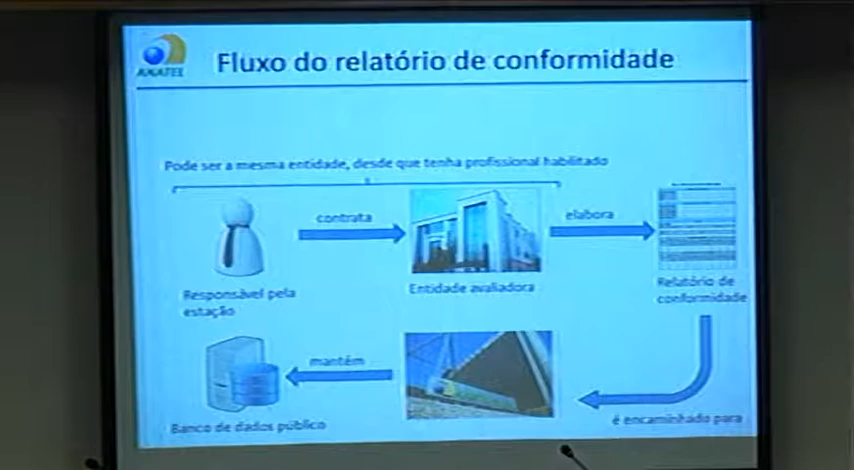 ANATEL
Fluxo do relatório de conformidade
Pode ser a mesma entidade, desde que tenha profissional habilitado
contrata
elabora
Responsável pela
estação
Entidade avaliadora
Relatório de
conformidade
mantém
Banco de dados público
é encaminhado para